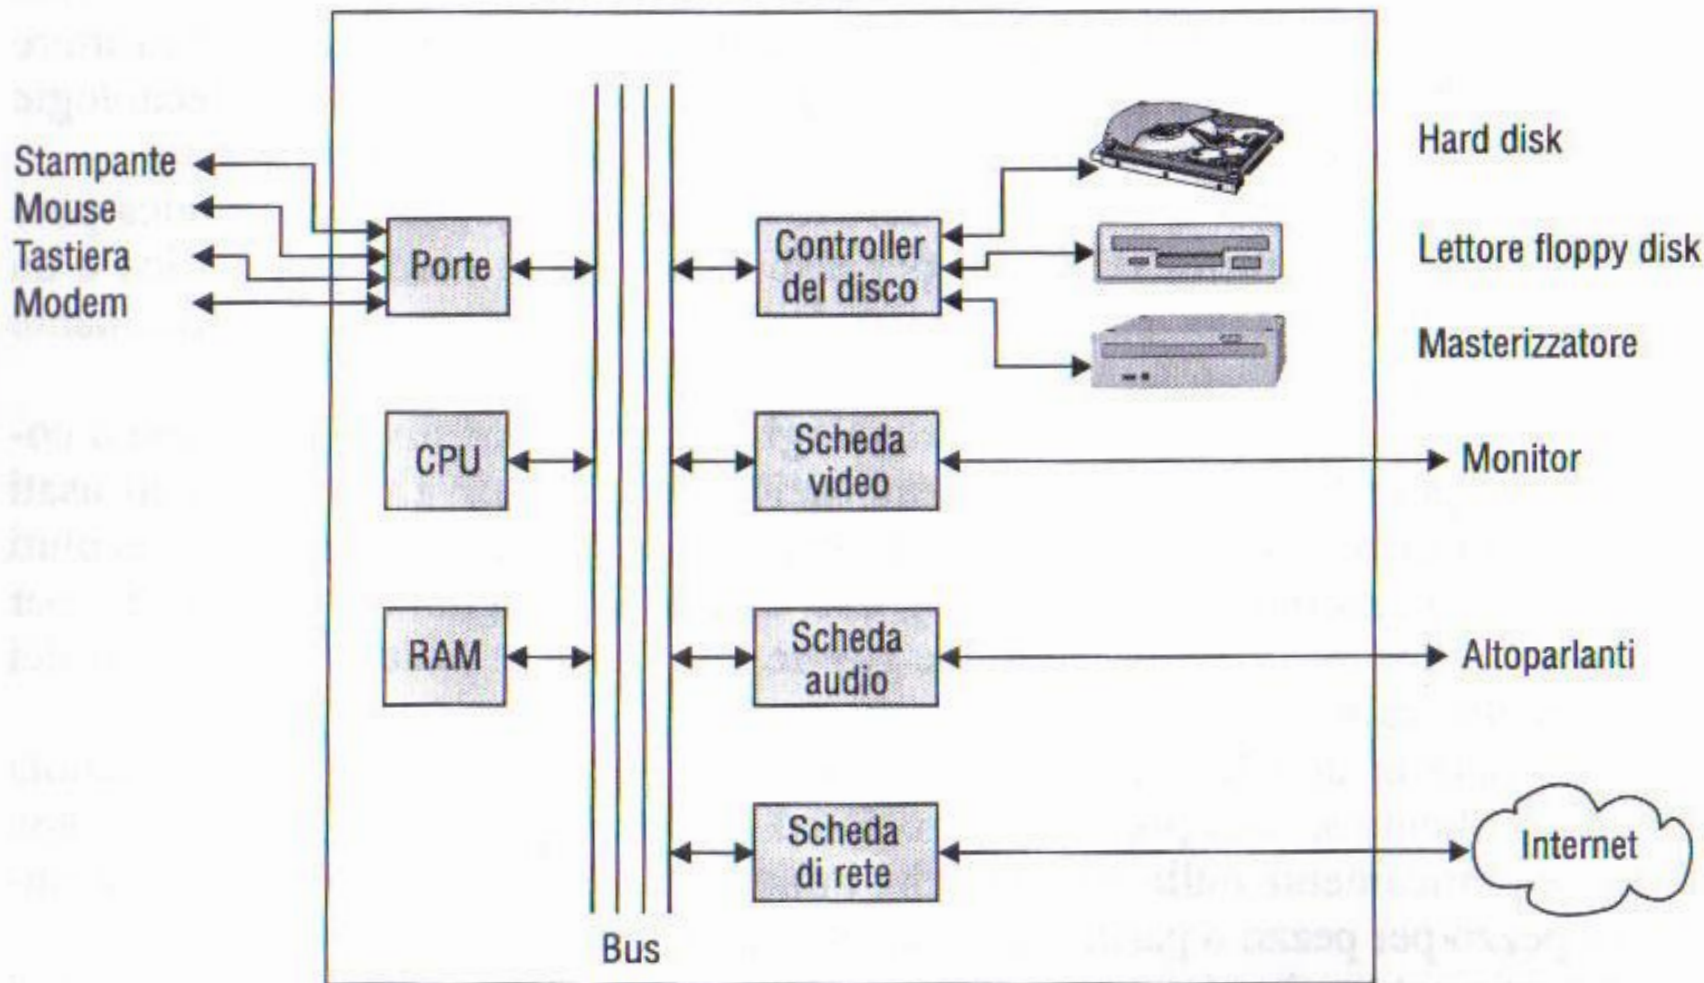 Stampante
Mouse
Tastiera
Modem
Porte
CPU
RAM
Bus
Controller
del disco
Scheda
video
Scheda
audio
Scheda
di rete
Hard disk
Lettore floppy disk
Masterizzatore
Monitor
Altoparlanti
Internet